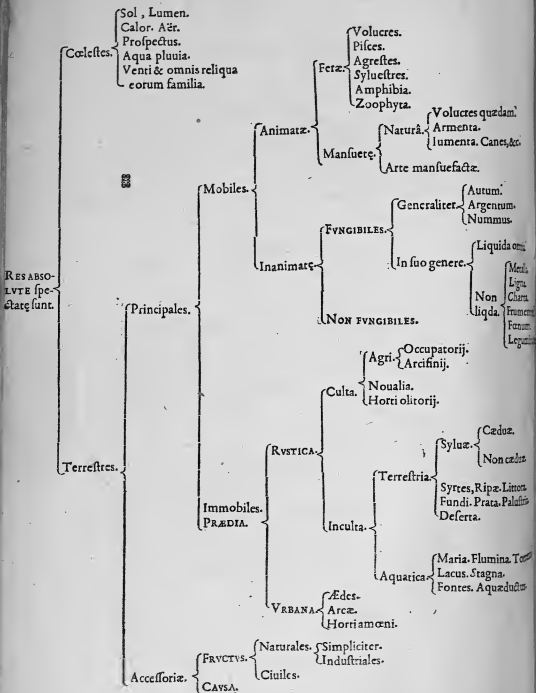 Sol, Lumen.
Calor. Aër.
Prospectus.
Cœlestes.
Aqua pluuia.
Venti & omnis reliqua
eorum familia.
Volucres.
Pisces.
Feræ.
Agrestes.
Syluestres.
Amphibia.
Zoophyta.
Animatæ.
Volucres quædam.
Naturâ.
Armenta.
Mansuetę.
Iumenta. Canes, &c.
Arte mansuefactæ.
Mobiles.
Aurum.
Generaliter.
Argentum.
Nummus.
FVNGIBILES.
Liquida
Inanimatę.
In suo genere.
Ligna
Non
Charta
liqda.
Fœnum.
NON FVNGIBILES.
RES ABSO-
LVTE spe-
ctatę sunt.
Principales.
Occupatorij.
Agri.
Arcifinij.
Culta.
Noualia.
Horti olitorij.
Cæduæ.
Syluæ.
Non cæduæ
RVSTICA.
Terrestria.
Syrtes, Ripæ. Littora
Fundi. Prata. Palustria
Deserta.
Terrestres.
Immobiles.
PRÆDIA.
Inculta.
Maria. Flumina.
Aquatica.
Lacus. Stagna.
Fontes. Aquæductus
Ædes.
VRBANA.
Areæ.
Horti amœni.
Naturales.
Simpliciter.
FRVCTVS.
Industriales.
Accessoriæ.
Ciuiles.
CAVSA.